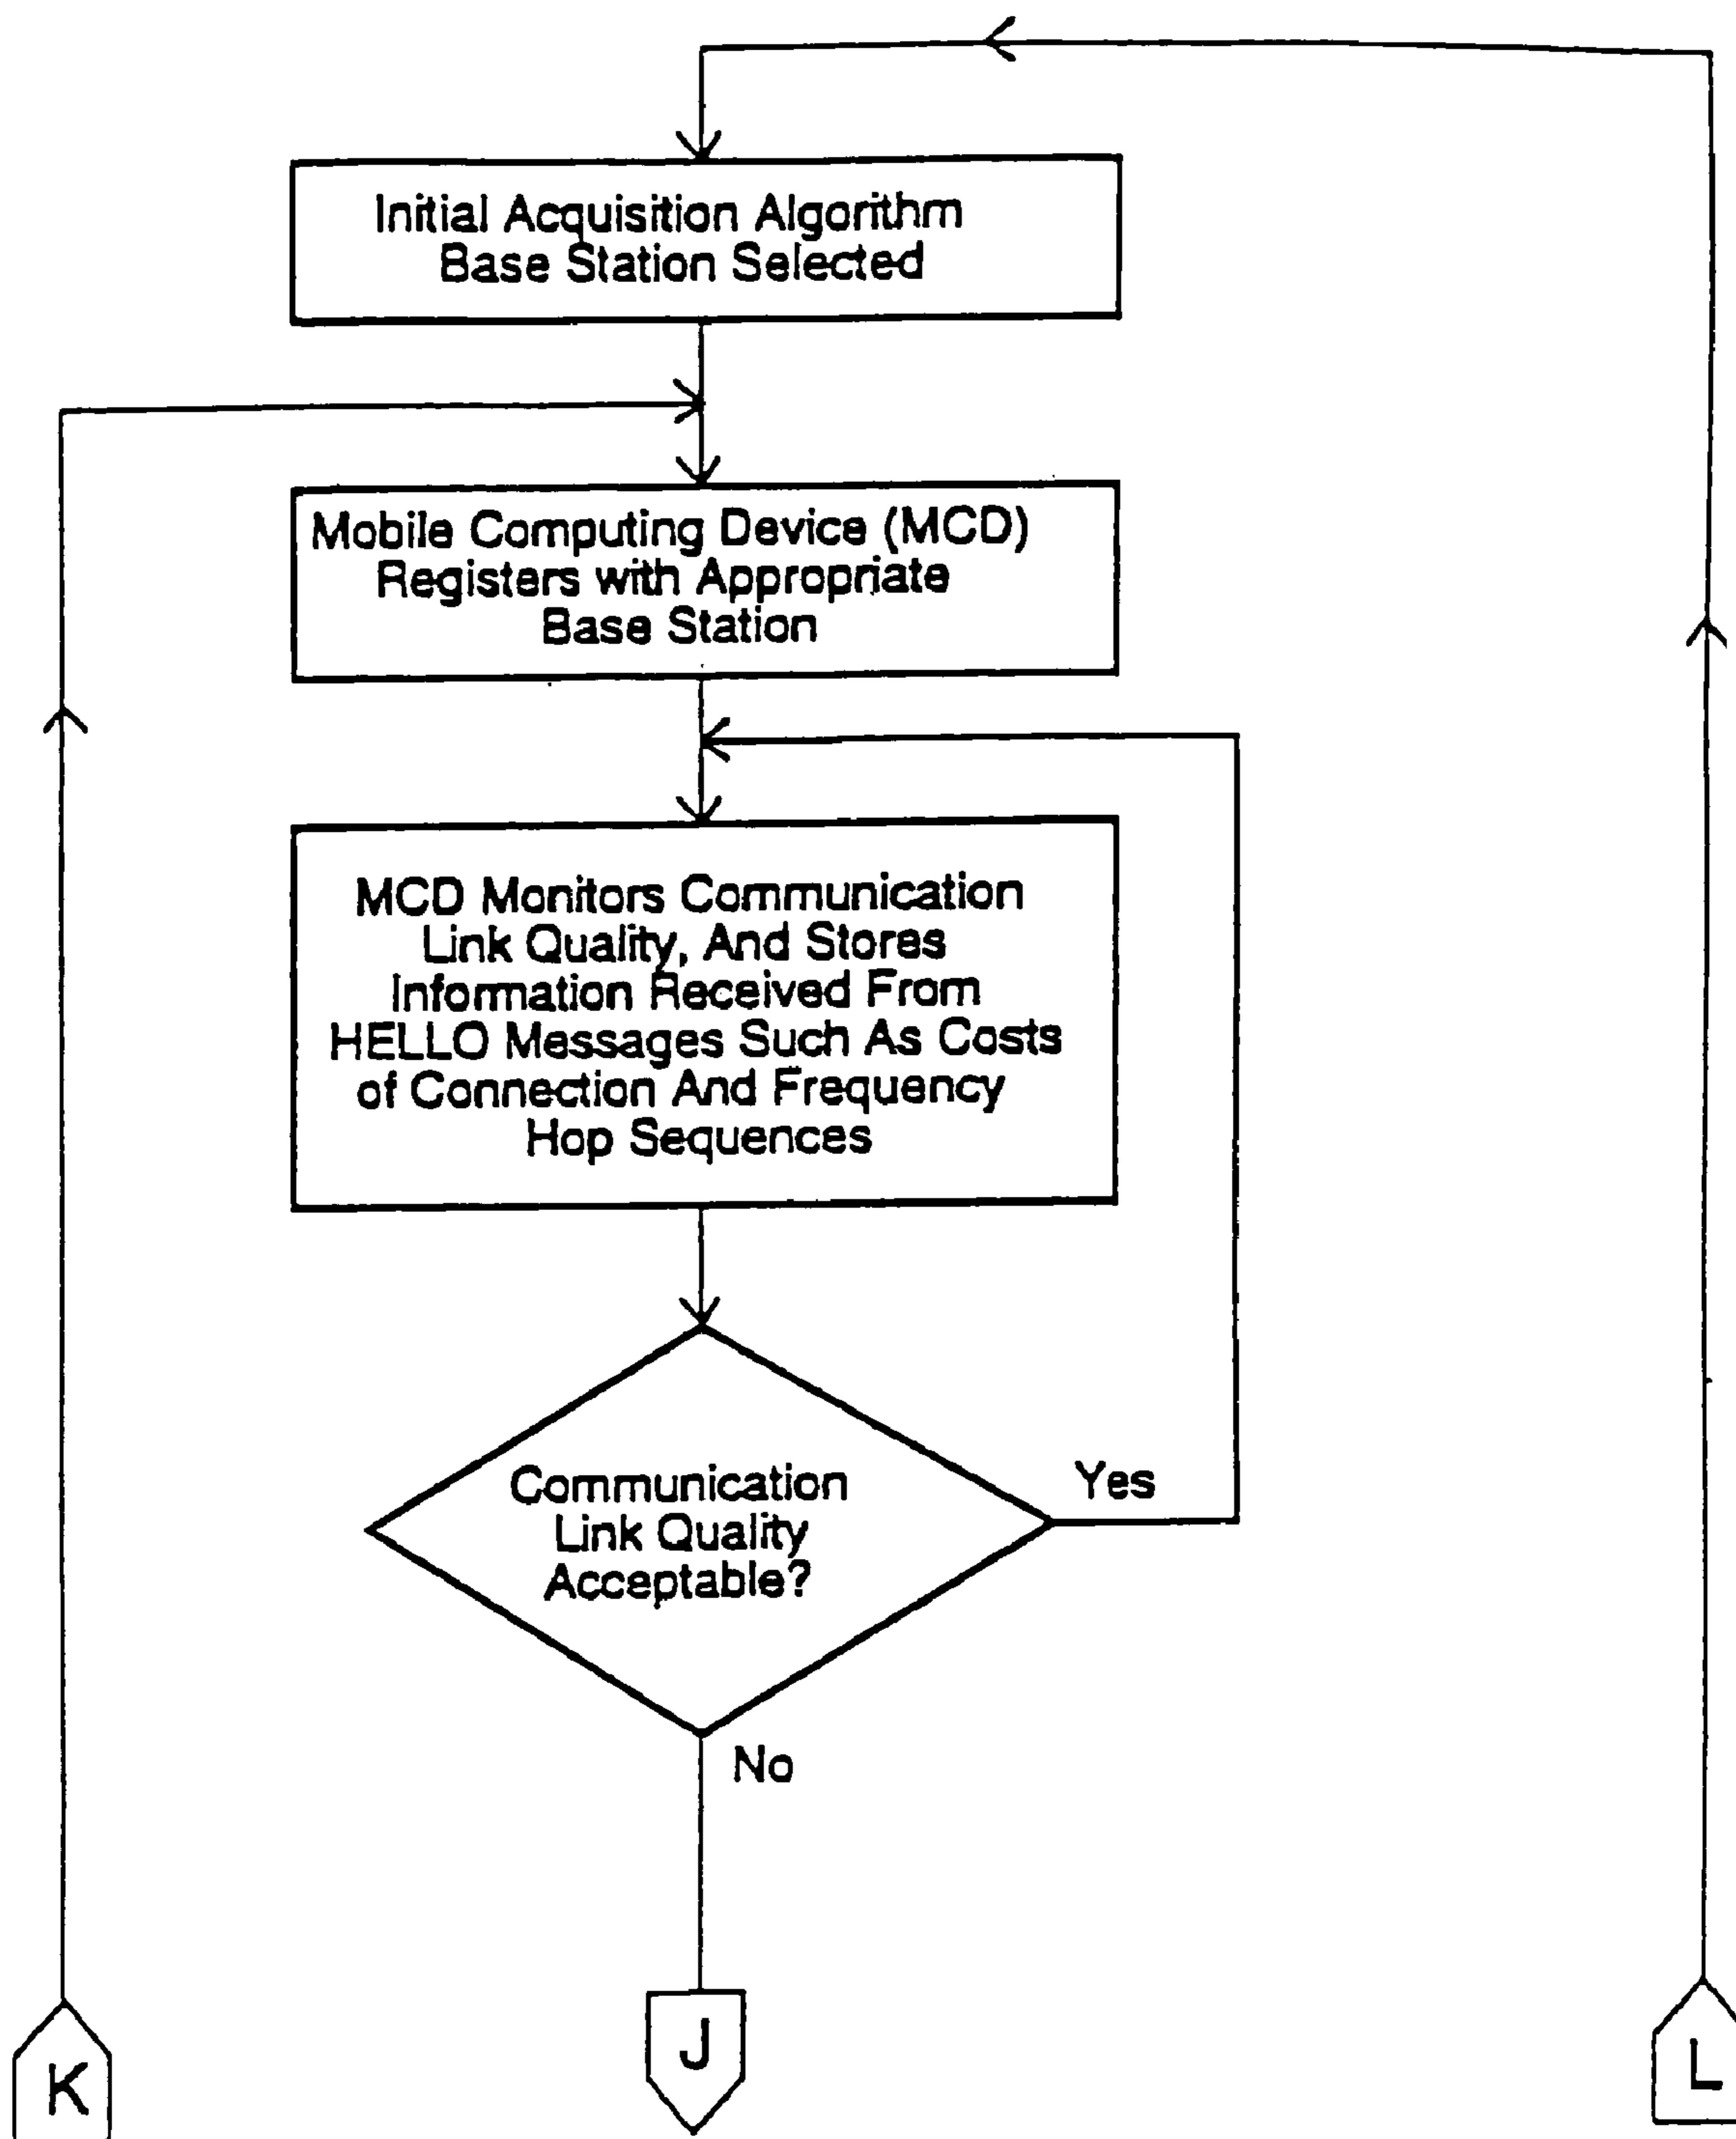 Initial Acquisition Algorithm
Base Station Selected
Mobile Computing Device (MCD)
Registers with Appropriate
Base Station
MCD Monitors Communication
Link Quality, And Stores
Information Received From
HELLO Messages Such As Costs
of Connection And Frequency
Hop Sequences
Communication
Link Quality
Acceptable?
Yes
No
K
J
L